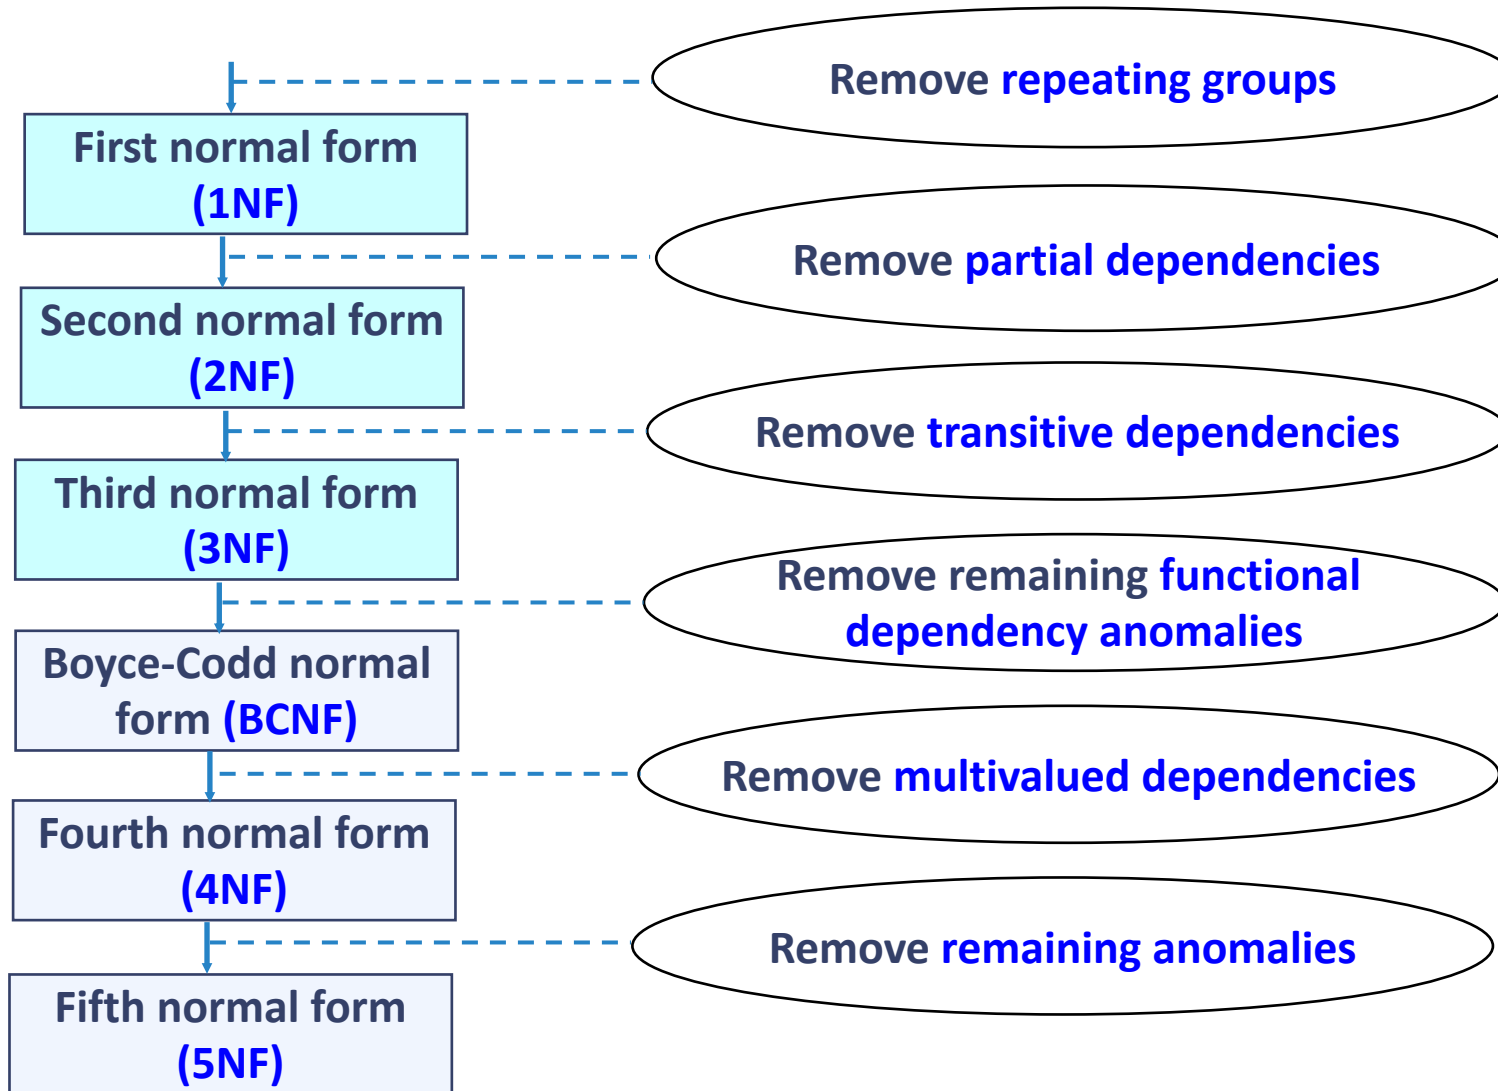 Remove repeating groups
First normal form
(1NF)
Remove partial dependencies
Second normal form
(2NF)
Remove transitive dependencies
Third normal form
(3NF)
Remove remaining functional
dependency anomalies
Boyce-Codd normal
form (BCNF)
Remove multivalued dependencies
Fourth normal form
(4NF)
Remove remaining anomalies
Fifth normal form
(5NF)